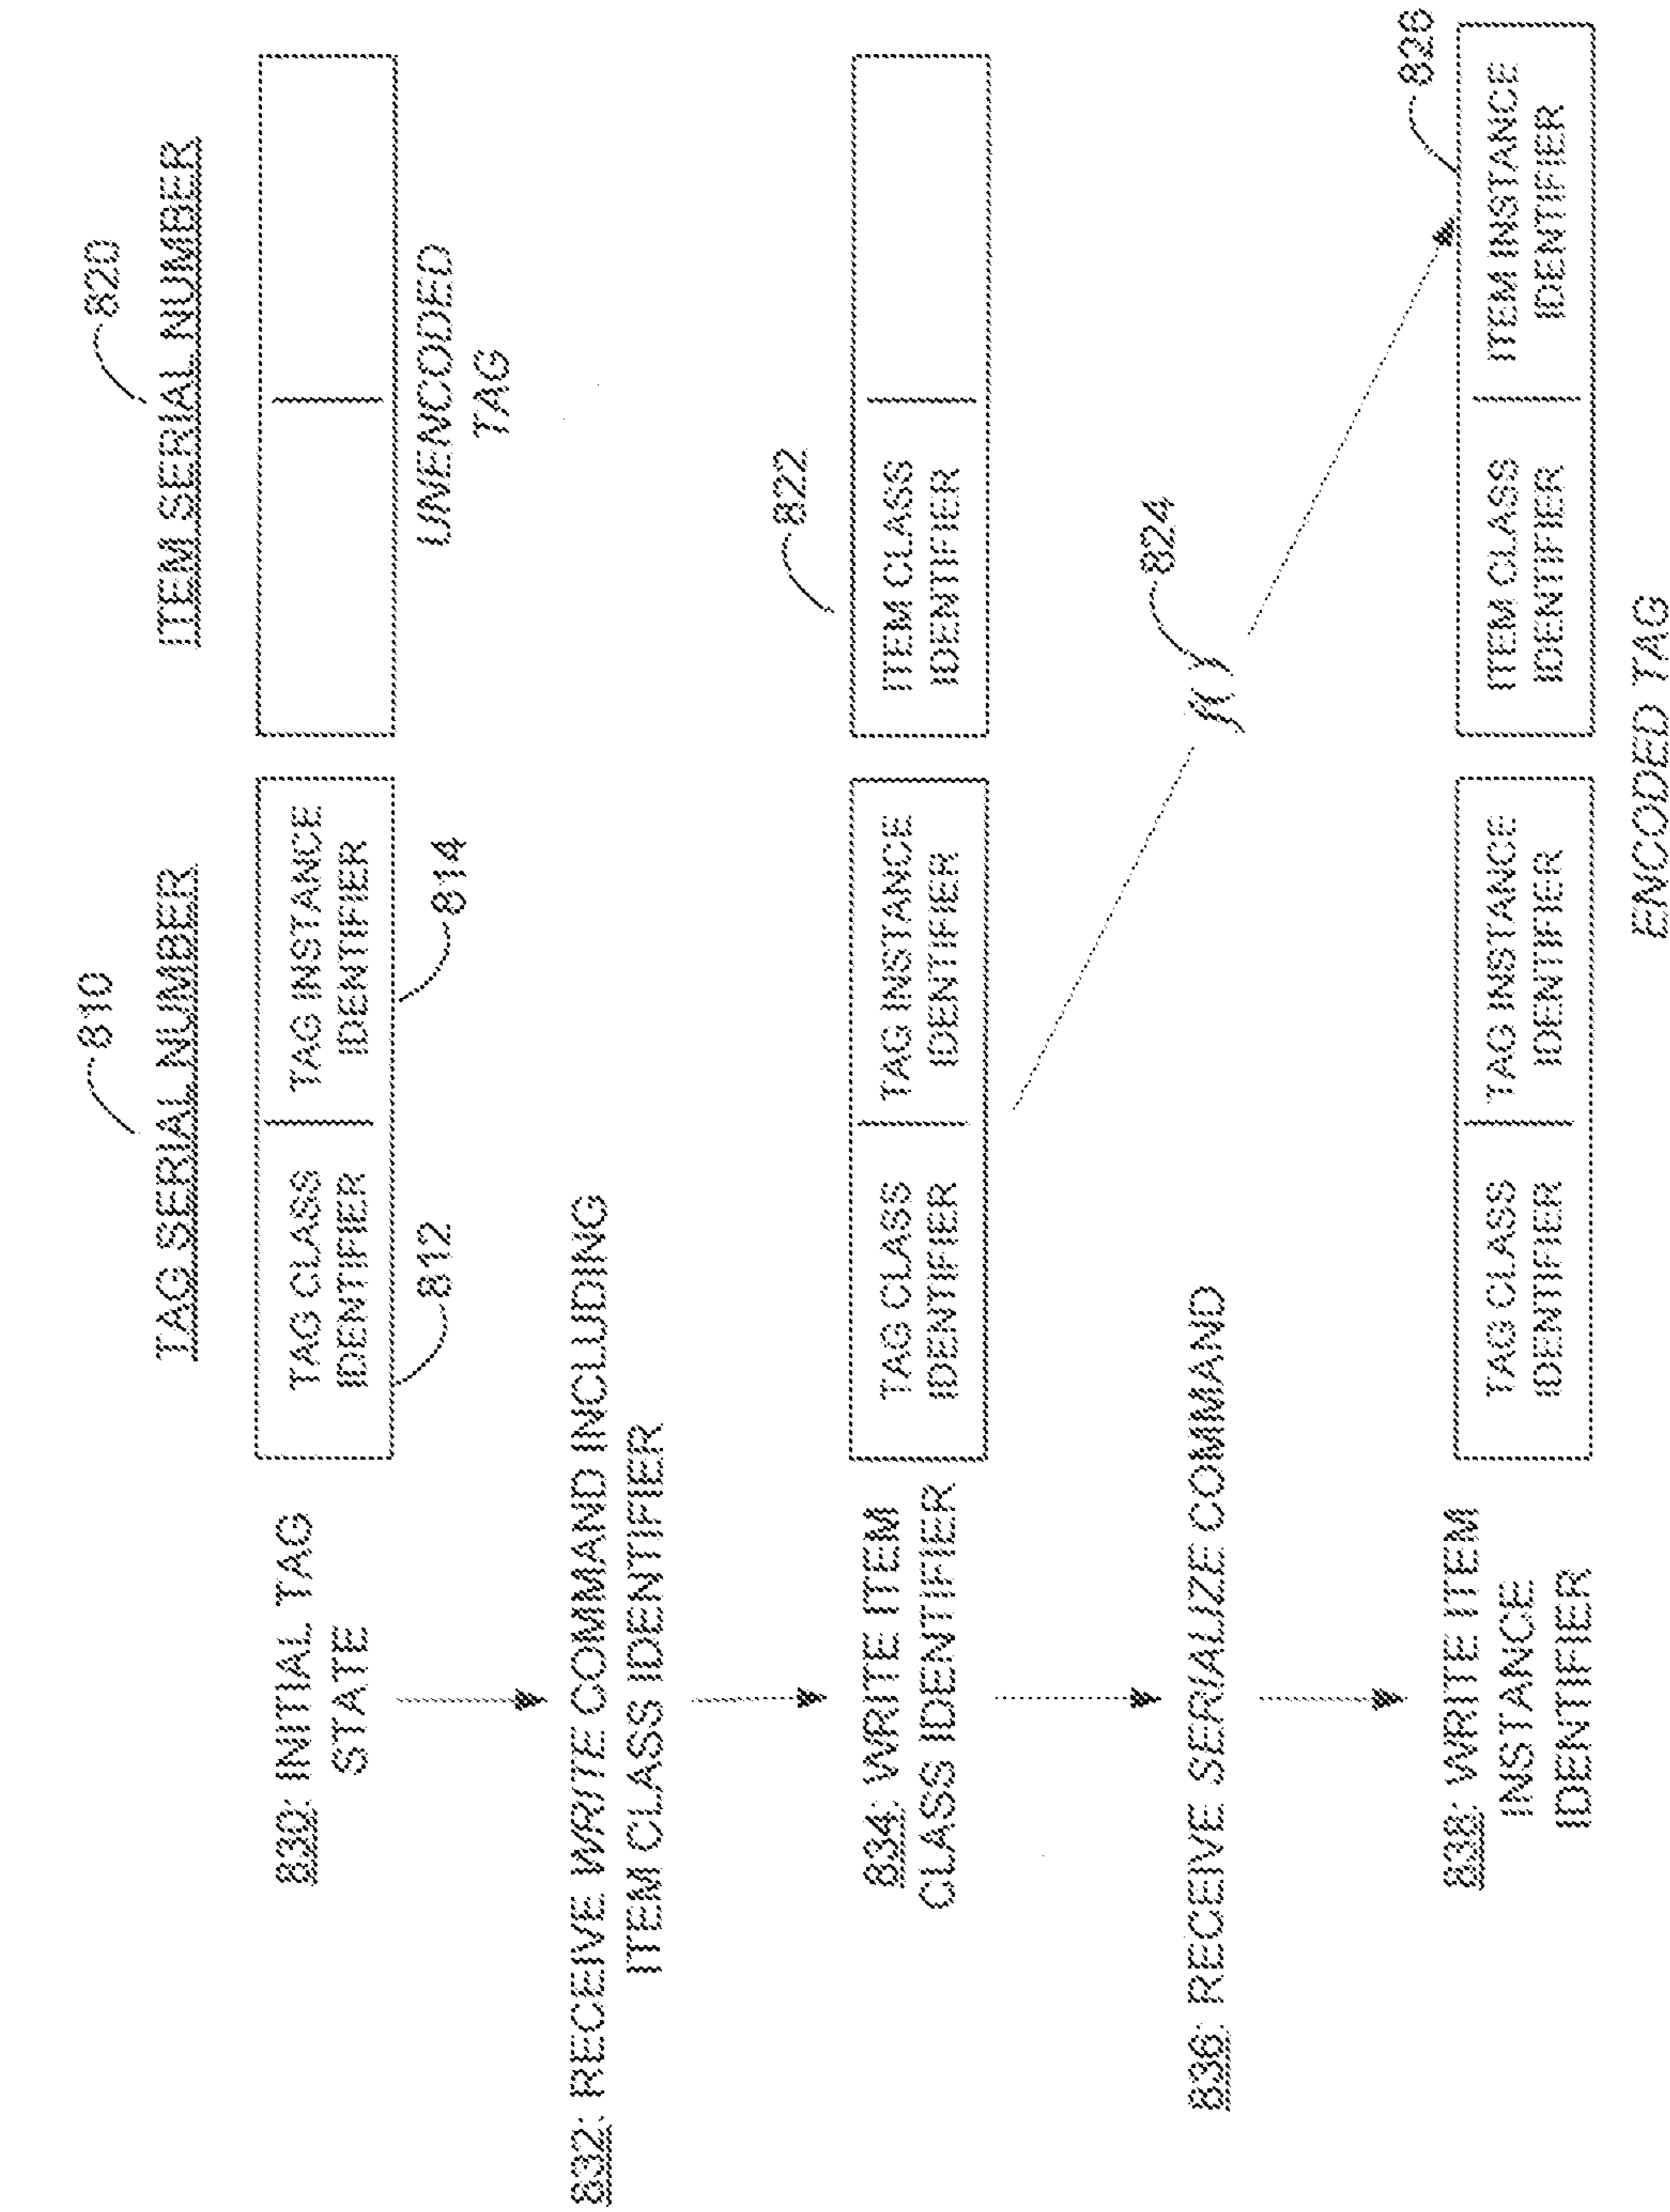 810
820
TAG SERIAL NUMBER
ITEM SERIAL NUMBER
830: INITIAL TAG
STATE
TAG CLASS
IDENTIFIER
TAG INSTANCE
IDENTIFIER
812
814
UNENCODED
TAG
832: RECEIVE WRITE COMMAND INCLUDING
ITEM CLASS IDENTIFIER
822
834: WRITE ITEM
CLASS IDENTIFIER
TAG CLASS
IDENTIFIER
TAG INSTANCE
IDENTIFIER
ITEM CLASS
IDENTIFIER
824
f( )
836: RECEIVE SERIALIZE COMMAND
826
838: WRITE ITEM
INSTANCE
IDENTIFIER
TAG CLASS
IDENTIFIER
TAG INSTANCE
IDENTIFIER
ITEM CLASS
IDENTIFIER
ITEM INSTANCE
IDENTIFIER
ENCODED TAG